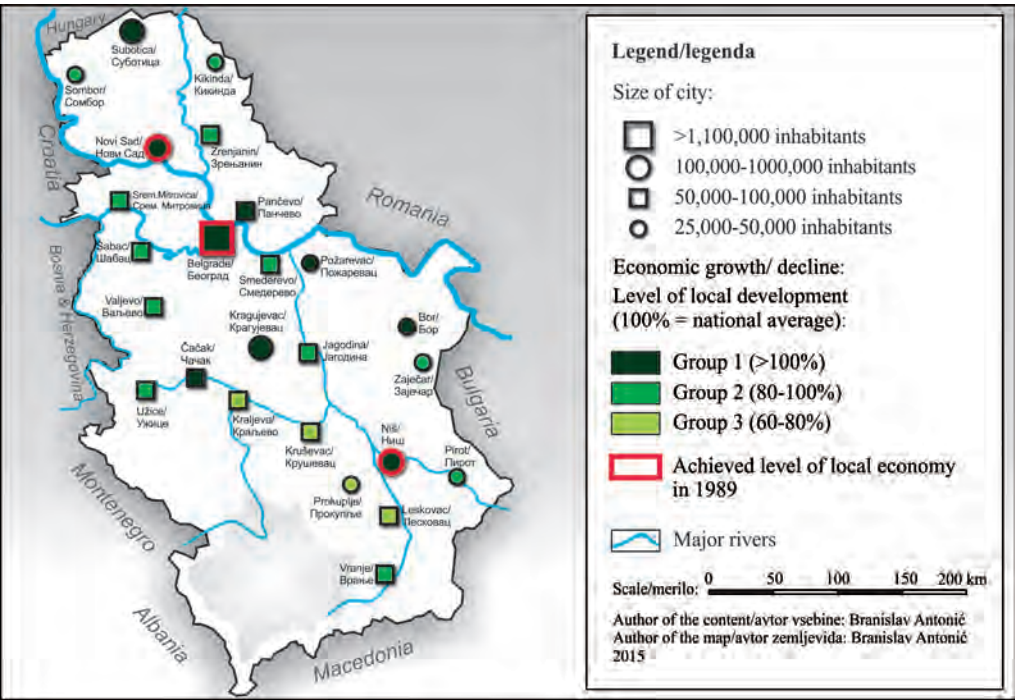 Hungary
Subotica/
Суботица
Sombor/
Сомбор
Kikinda/
Кикинда
Croatia
Novi Sad/
Нови Сад
Zrenjanin/
Зрењанин
Srem.Mitrovica/
Срем. Митровица
Pančevo/
Панчево
Romania
Šabac/
Шабац
Belgrade/
Београд
Smederevo/
Смедерево
Požarevac/
Пожаревац
Bosnia & Herzegovina
Valjevo/
Ваљево
Kragujevac/
Крагујевац
Bor/
Бор
Čačak/
Чачак
Jagodina/
Јагодина
Zaječar/
Зајечар
Bulgaria
Užice/
Ужице
Kraljevo/
Краљево
Kruševac/
Крушевац
Niš/
Ниш
Pirot/
Пирот
Montenegro
Prokuplje/
Прокупље
Leskovac/
Лесковац
Vranje/
Врање
Albania
Macedonia
Legend/legenda
Size of city:
>1,100,000 inhabitants
100,000-1000,000 inhabitants
50,000-100,000 inhabitants
25,000-50,000 inhabitants
Economic growth/ decline:
Level of local development
(100% = national average):
Group 1 (>100%)
Group 2 (80-100%)
Group 3 (60-80%)
Achieved level of local economy
in 1989
Major rivers
Scale/merilo: 0 50 100 150 200 km
Author of the content/avtor vsebine: Branislav Antonić
Author of the map/avtor zemljevida: Branislav Antonić
2015